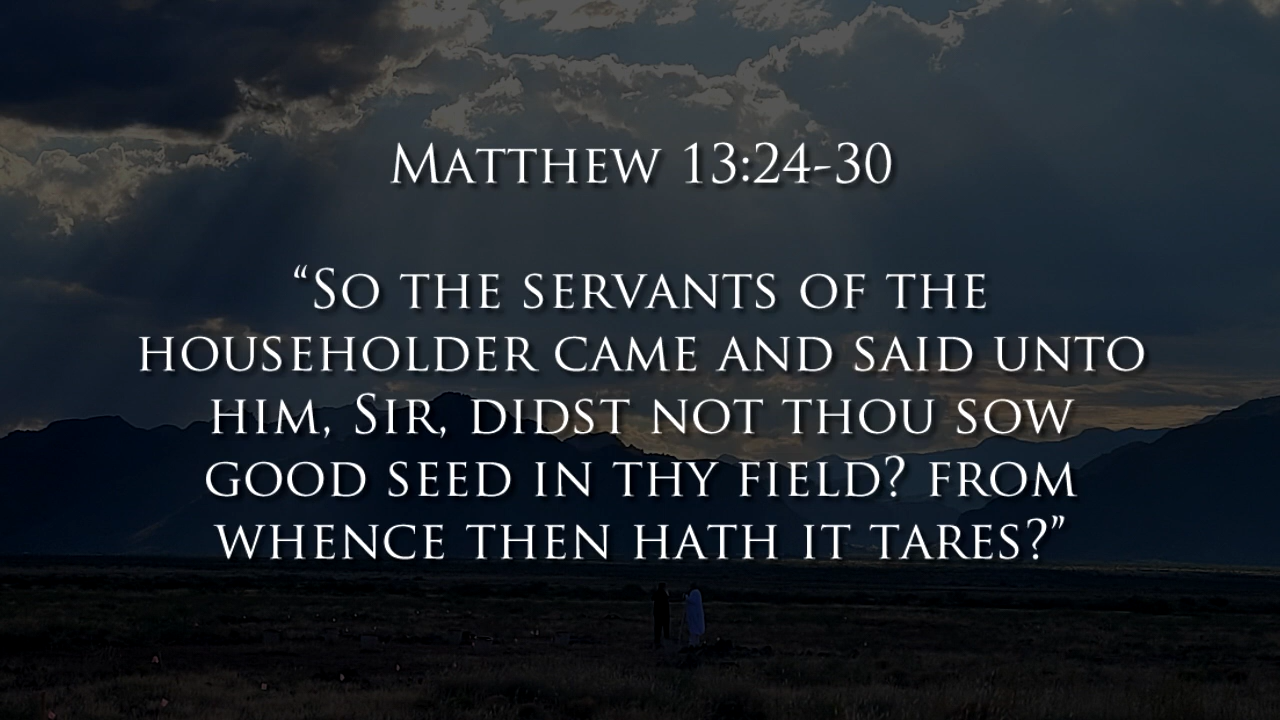 Matthew 13:24-30
“So the servants of the
householder came and said unto
him, Sir, didst not thou sow
good seed in thy field? from
whence then hath it tares?”